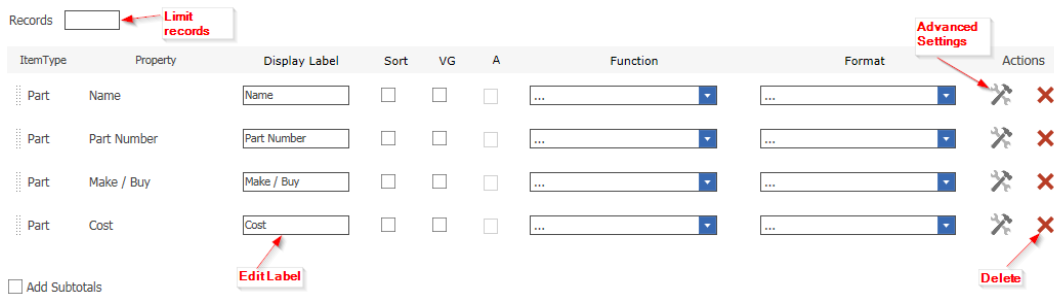 Records
Limit
records
Advanced
Settings
ItemType Property Display Label Sort VG A Function Format Actions
Part Name Name ... ...
Part Part Number Part Number ... ...
Part Make / Buy Make / Buy ... ...
Part Cost Cost ... ...
Edit Label
Delete
Add Subtotals